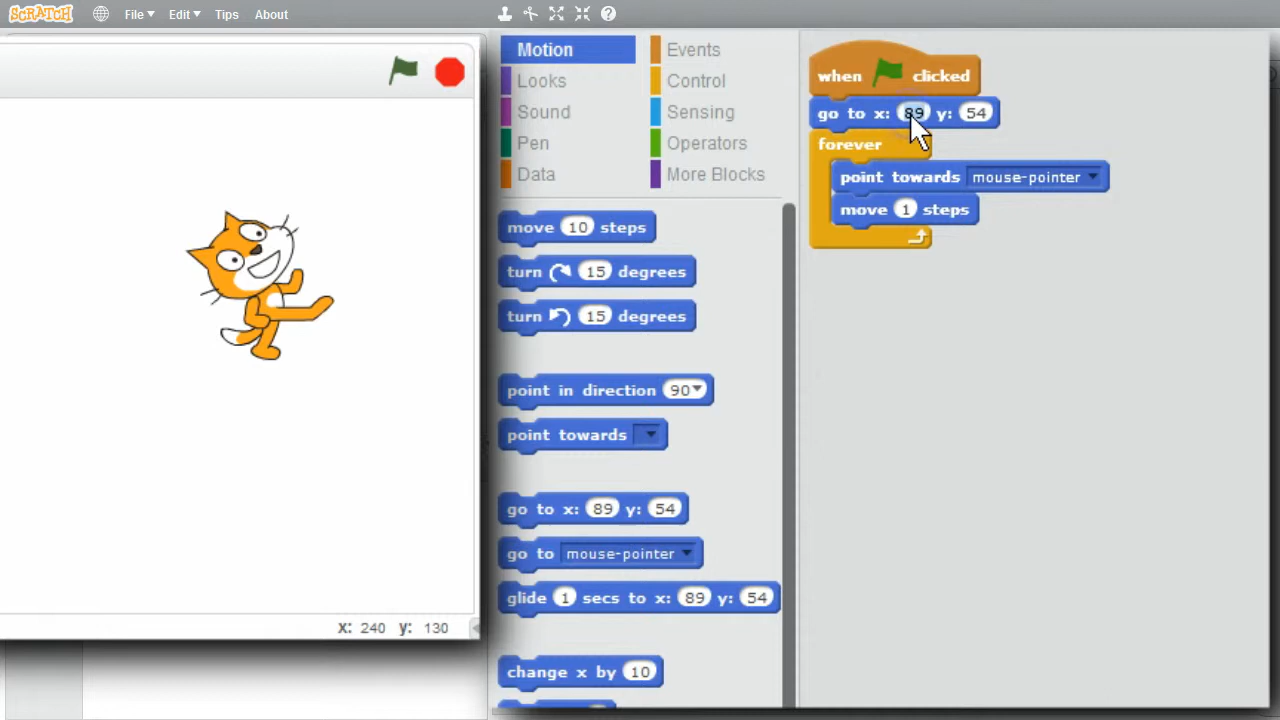 SCRATCH File Edit Tips About
Motion Events
Looks Control
Sound Sensing
Pen Operators
Data More Blocks
move 10 steps
turn 15 degrees
turn 15 degrees
point in direction 90
point towards
go to x: 89 y: 54
go to mouse-pointer
glide 1 secs to x: 89 y: 54
change x by 10
when clicked
go to x: 89 y: 54
forever
point towards mouse-pointer
move 1 steps
x: 240 y: 130